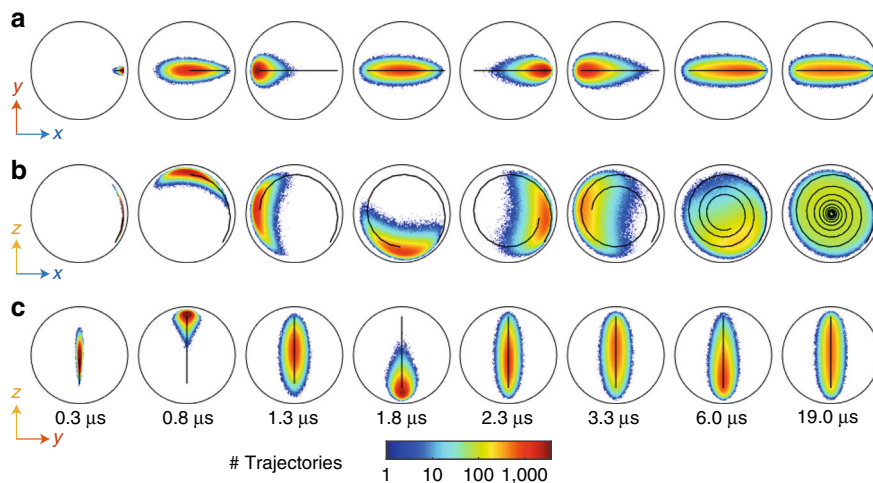 a
y
x
b
z
x
c
z
y
0.3 µs 0.8 µs 1.3 µs 1.8 µs 2.3 µs 3.3 µs 6.0 µs 19.0 µs
# Trajectories
1 10 100 1,000